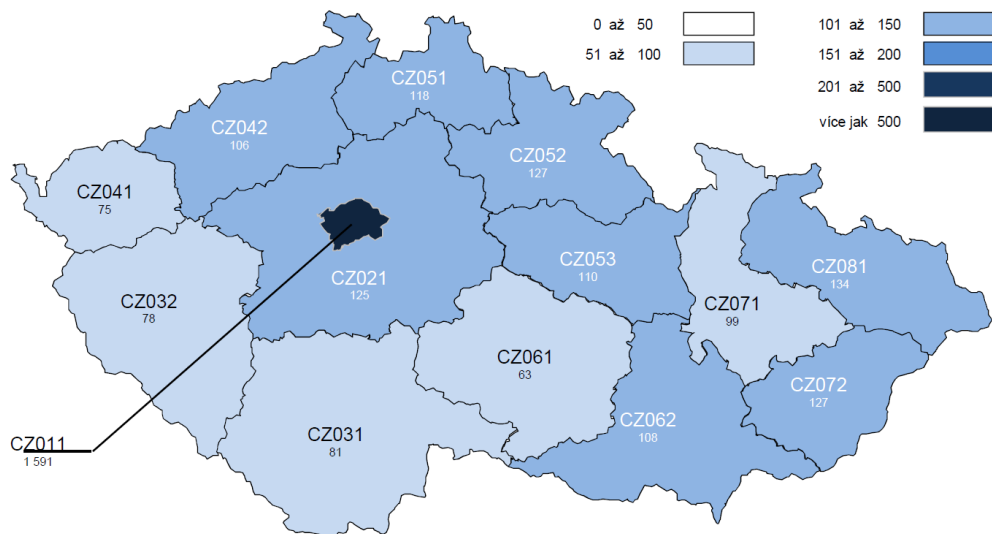 0 až 50
51 až 100
101 až 150
151 až 200
201 až 500
více jak 500
CZ051
118
CZ042
106
CZ052
127
CZ041
75
CZ053
110
CZ021
125
CZ081
134
CZ032
78
CZ071
99
CZ061
63
CZ072
127
CZ062
108
CZ031
81
CZ011
1 591